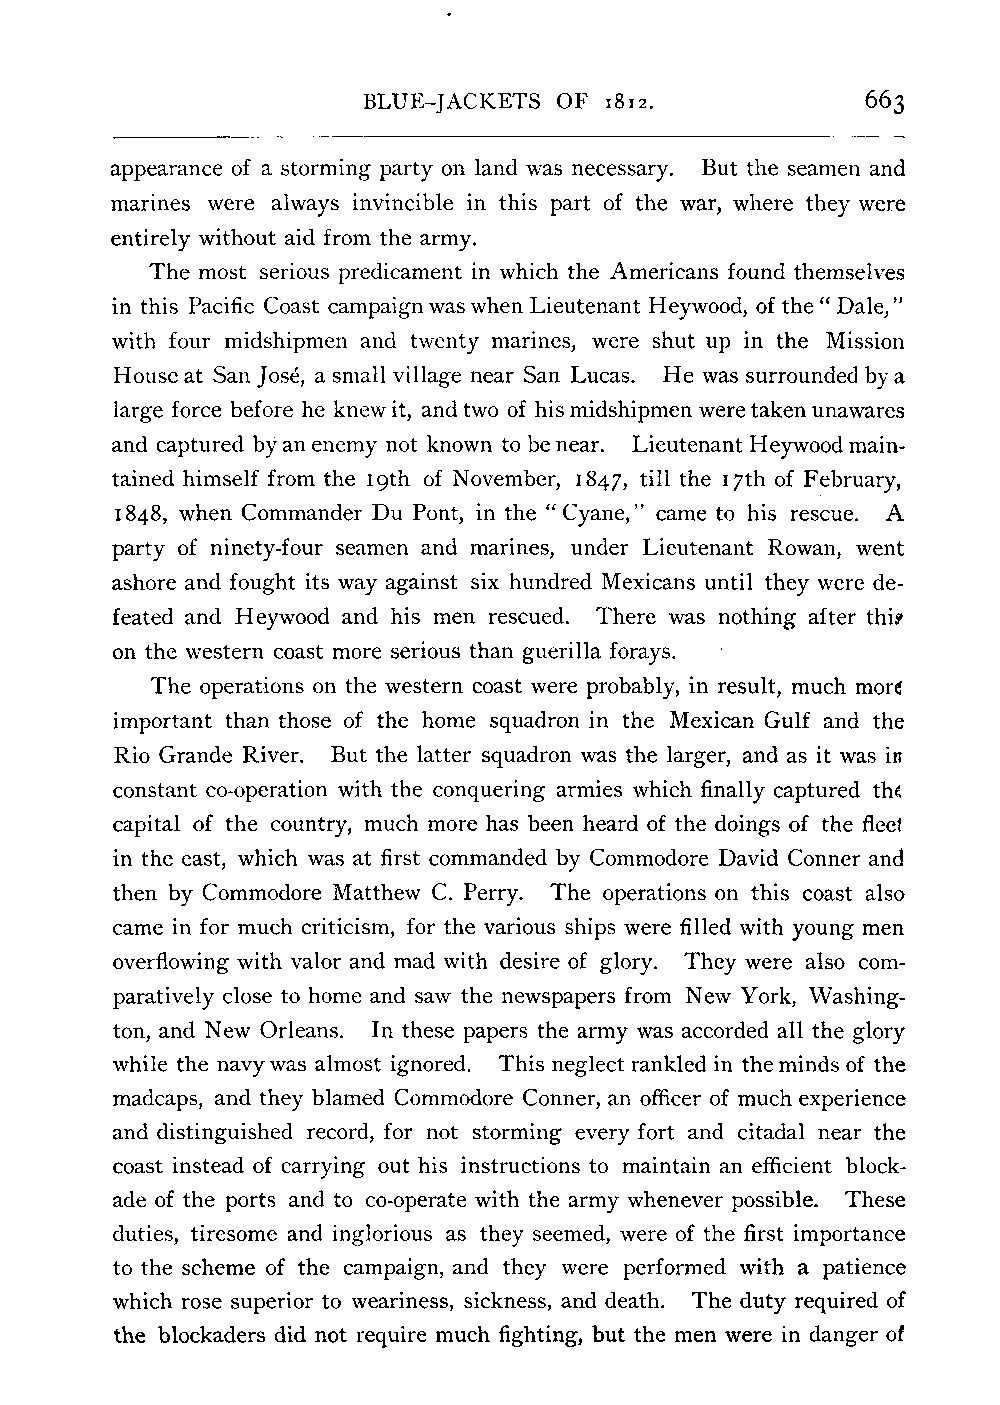 BLUE-JACKETS OF 1812. 663
appearance of a storming party on land was necessary. But the seamen and
marines were always invincible in this part of the war, where they were
entirely without aid from the army.
The most serious predicament in which the Americans found themselves
in this Pacific Coast campaign was when Lieutenant Heywood, of the “ Dale,”
with four midshipmen and twenty marines, were shut up in the Mission
House at San José, a small village near San Lucas. He was surrounded by a
large force before he knew it, and two of his midshipmen were taken unawares
and captured by an enemy not known to be near. Lieutenant Heywood main-
tained himself from the 19th of November, 1847, till the 17th of February,
1848, when Commander Du Pont, in the “ Cyane,” came to his rescue. A
party of ninety-four seamen and marines, under Lieutenant Rowan, went
ashore and fought its way against six hundred Mexicans until they were de-
feated and Heywood and his men rescued. There was nothing after this
on the western coast more serious than guerilla forays.
The operations on the western coast were probably, in result, much more
important than those of the home squadron in the Mexican Gulf and the
Rio Grande River. But the latter squadron was the larger, and as it was in
constant co-operation with the conquering armies which finally captured the
capital of the country, much more has been heard of the doings of the fleet
in the east, which was at first commanded by Commodore David Conner and
then by Commodore Matthew C. Perry. The operations on this coast also
came in for much criticism, for the various ships were filled with young men
overflowing with valor and mad with desire of glory. They were also com-
paratively close to home and saw the newspapers from New York, Washing-
ton, and New Orleans. In these papers the army was accorded all the glory
while the navy was almost ignored. This neglect rankled in the minds of the
madcaps, and they blamed Commodore Conner, an officer of much experience
and distinguished record, for not storming every fort and citadal near the
coast instead of carrying out his instructions to maintain an efficient block-
ade of the ports and to co-operate with the army whenever possible. These
duties, tiresome and inglorious as they seemed, were of the first importance
to the scheme of the campaign, and they were performed with a patience
which rose superior to weariness, sickness, and death. The duty required of
the blockaders did not require much fighting, but the men were in danger of